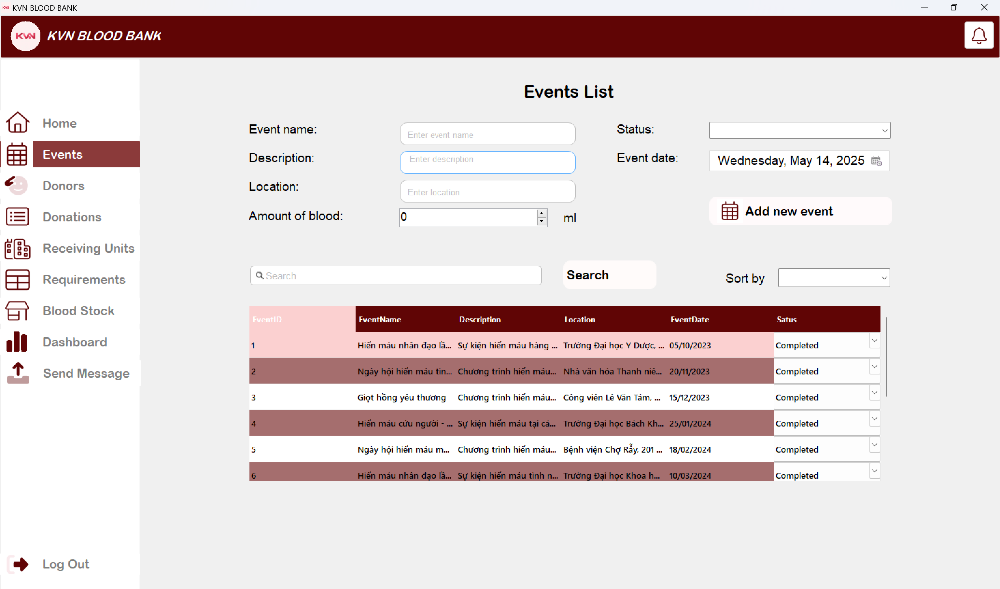 KVN KVN BLOOD BANK
KVN KVN BLOOD BANK
Home
Events
Donors
Donations
Receiving Units
Requirements
Blood Stock
Dashboard
Send Message
Log Out
Events List
Event name: Enter event name Status:
Description: Enter description Event date: Wednesday, May 14, 2025
Location: Enter location
Amount of blood: 0 ml Add new event
Search Search Sort by
EventID EventName Description Location EventDate Satus
1 Hiến máu nhân đạo lầ... Sự kiện hiến máu hàng ... Trường Đại học Y Dược, ... 05/10/2023 Completed
2 Ngày hội hiến máu tìn... Chương trình hiến máu... Nhà văn hóa Thanh niê... 20/11/2023 Completed
3 Giọt hồng yêu thương Chương trình hiến máu... Công viên Lê Văn Tám, ... 15/12/2023 Completed
4 Hiến máu cứu người - ... Sự kiện hiến máu tại cá... Trường Đại học Bách Kh... 25/01/2024 Completed
5 Ngày hội hiến máu m... Chương trình hiến máu... Bệnh viện Chợ Rẫy, 201 ... 18/02/2024 Completed
6 Hiến máu nhân đạo lầ... Sự kiện hiến máu tình n... Trường Đại học Khoa h... 10/03/2024 Completed